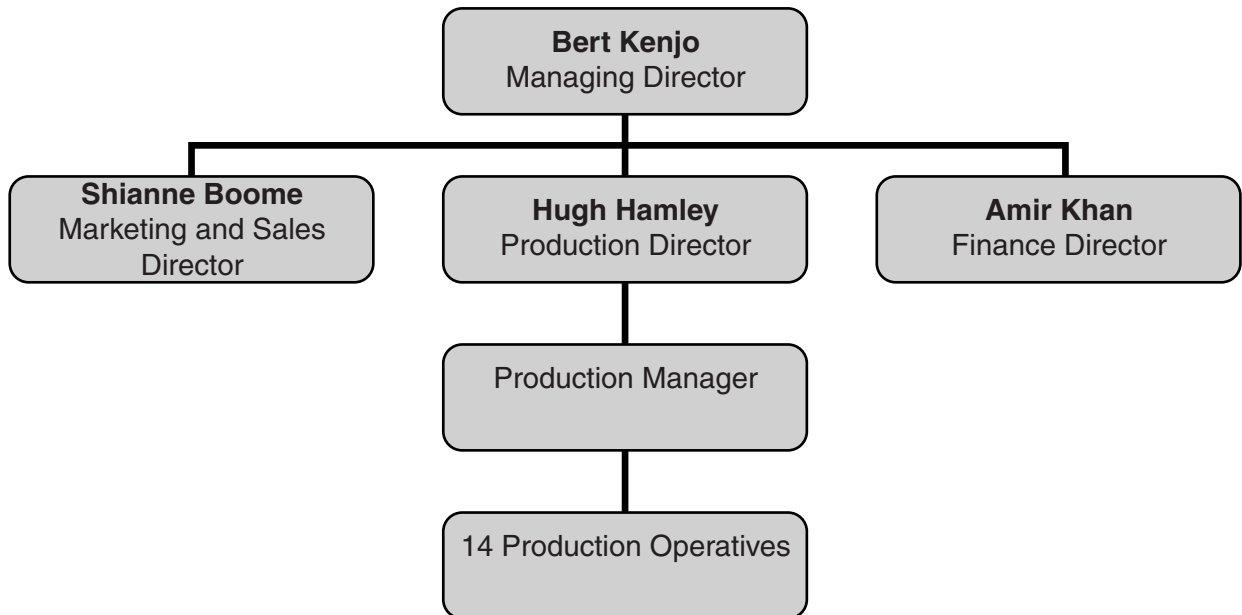 Bert Kenjo
Managing Director
Shianne Boome
Marketing and Sales
Director
Hugh Hamley
Production Director
Amir Khan
Finance Director
Production Manager
14 Production Operatives